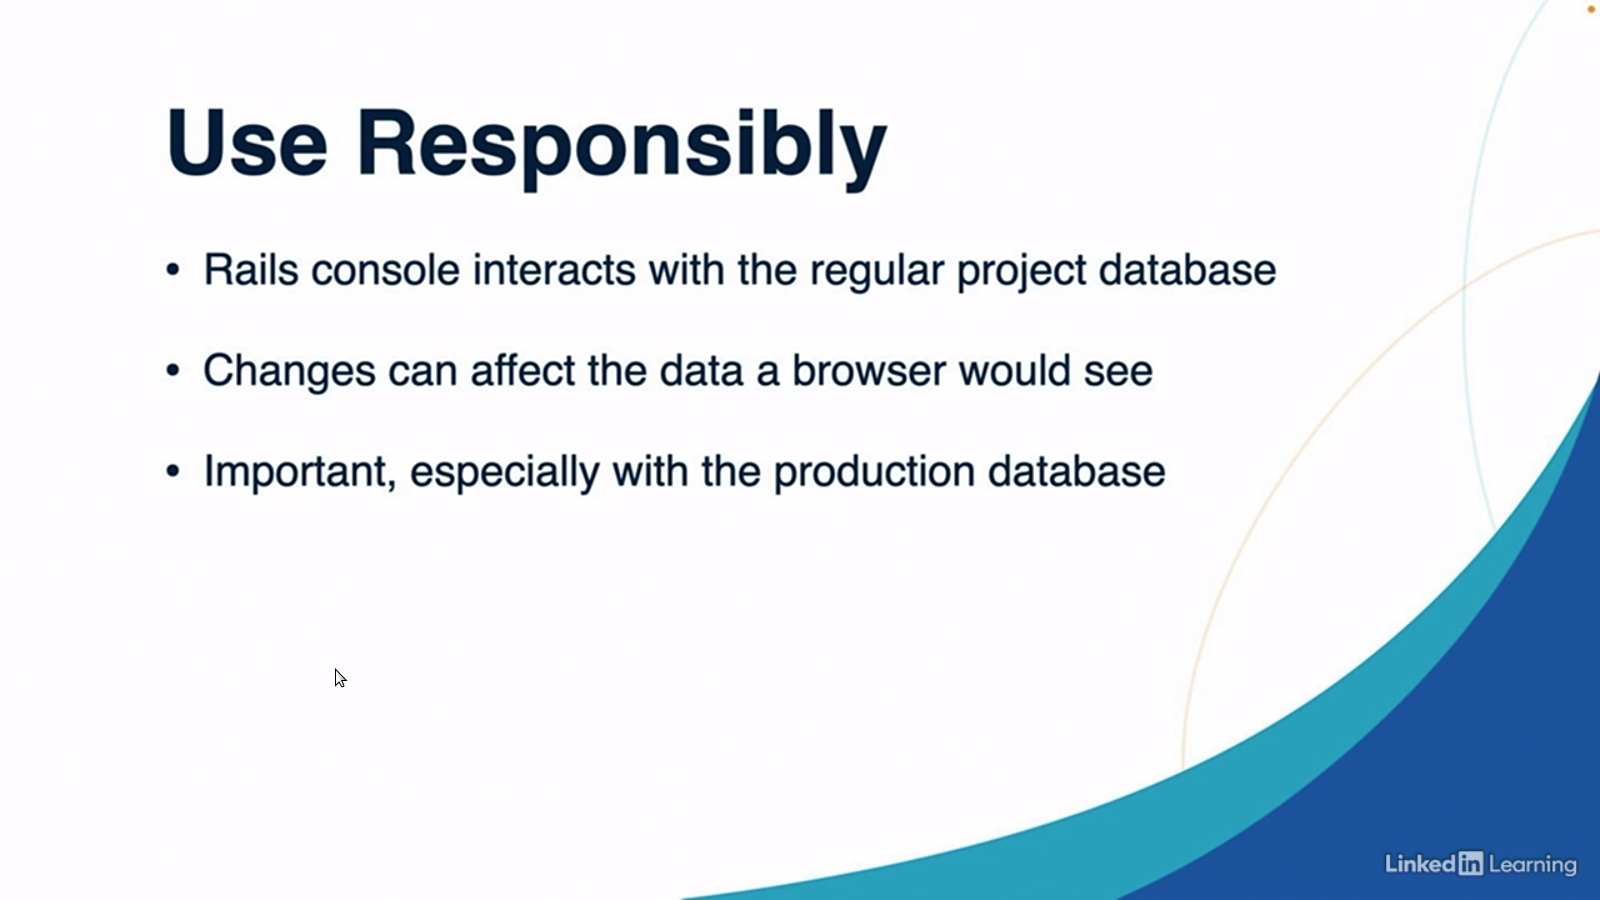 Use Responsibly
• Rails console interacts with the regular project database
• Changes can affect the data a browser would see
• Important, especially with the production database
Linked in Learning